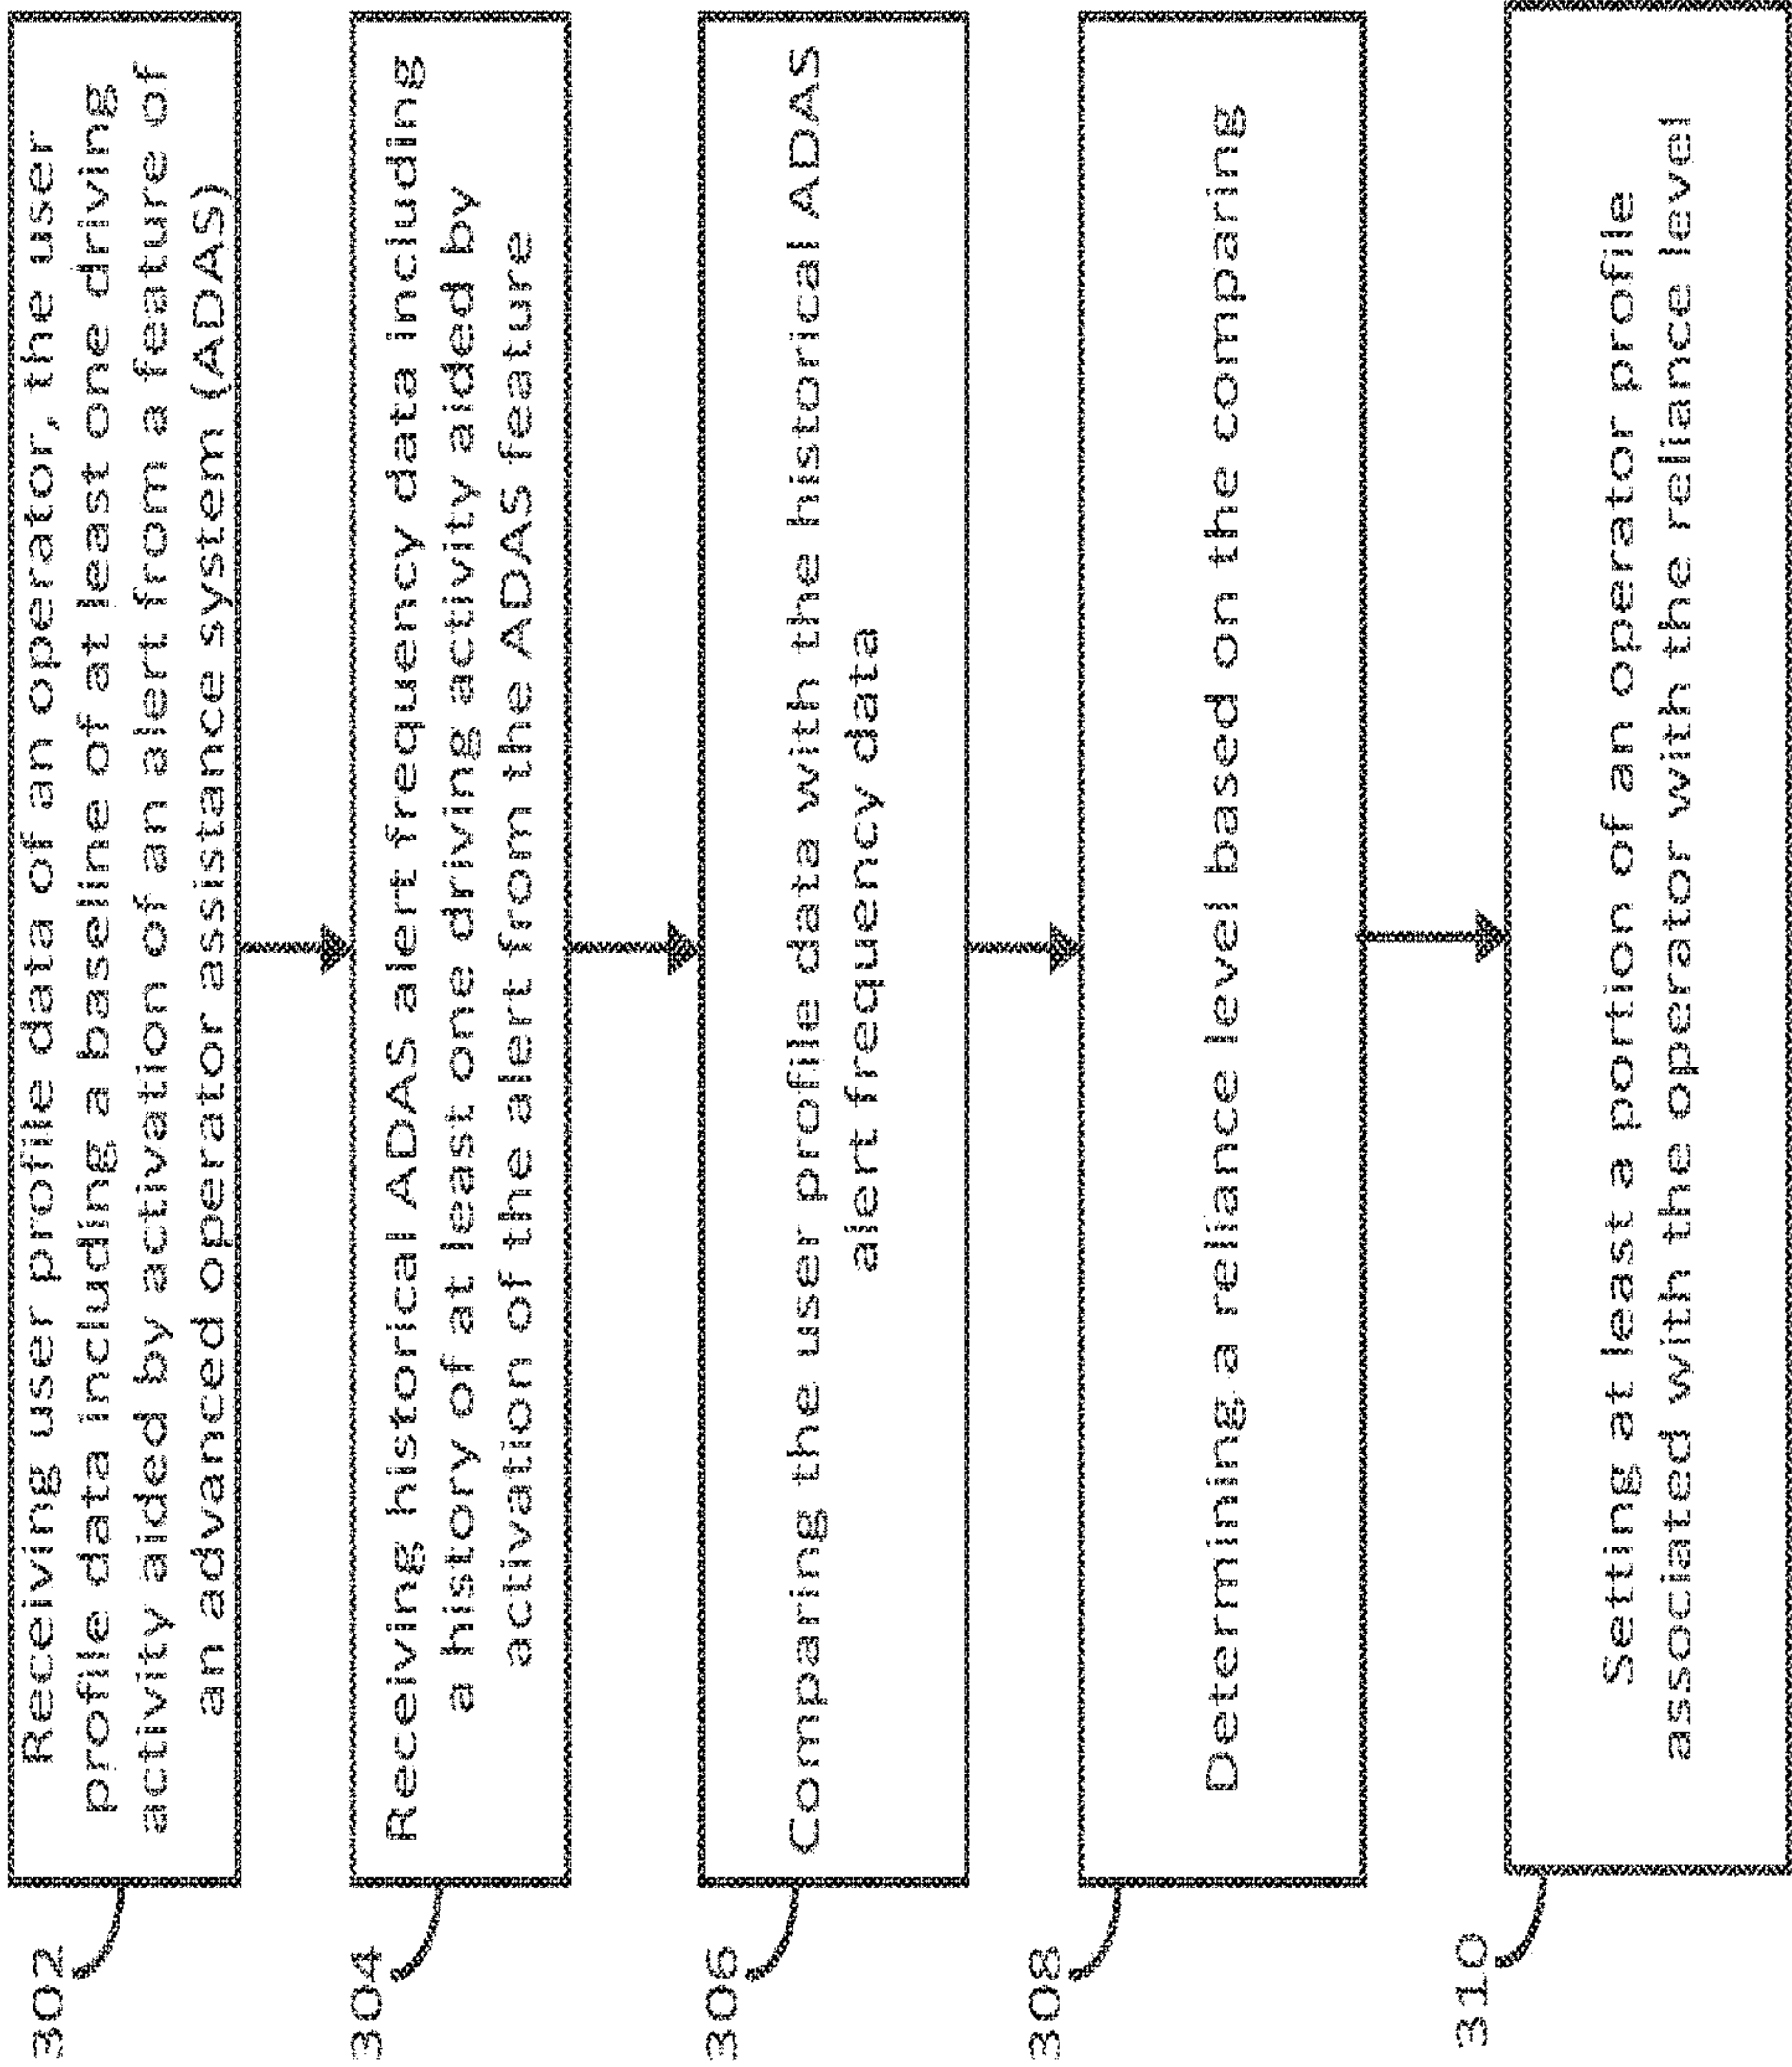 302
Receiving user profile data of an operator, the user
profile data including a baseline of at least one driving
activity aided by activation of an alert from a feature of
an advanced operator assistance system (ADAS)
304
Receiving historical ADAS alert frequency data including
a history of at least one driving activity aided by
activation of the alert from the ADAS feature
306
Comparing the user profile data with the historical ADAS
alert frequency data
308
Determining a reliance level based on the comparing
310
Setting at least a portion of an operator profile
associated with the operator with the reliance level